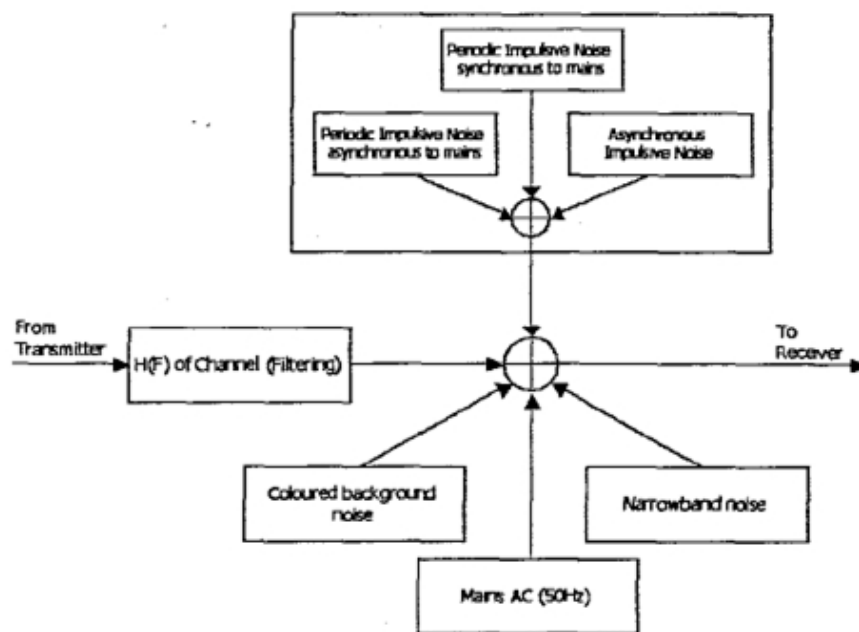 Periodic Impulsive Noise
synchronous to mains
Periodic Impulsive Noise
asynchronous to mains
Asynchronous
Impulsive Noise
From
Transmitter
H(F) of Channel (Filtering)
To
Recever
Coloured background
noise
Narrowband noise
Mains AC (50Hz)